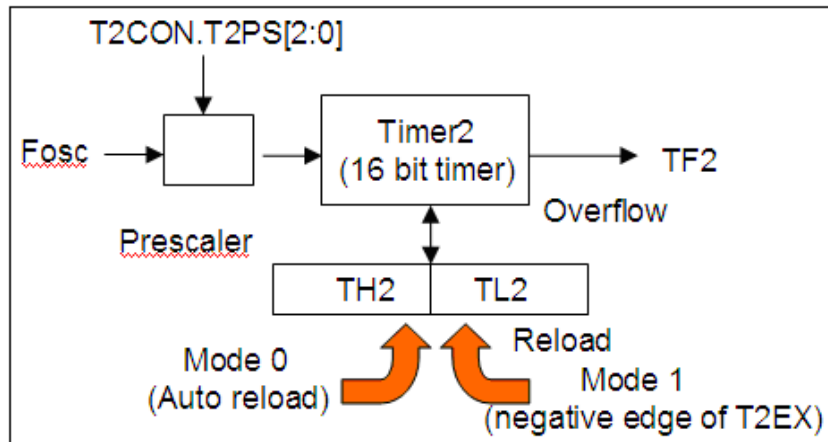 T2CON.T2PS[2:0]
Fosc
Timer2
(16 bit timer)
TF2
Prescaler
Overflow
TH2
TL2
Reload
Mode 0
(Auto reload)
Mode 1
(negative edge of T2EX)